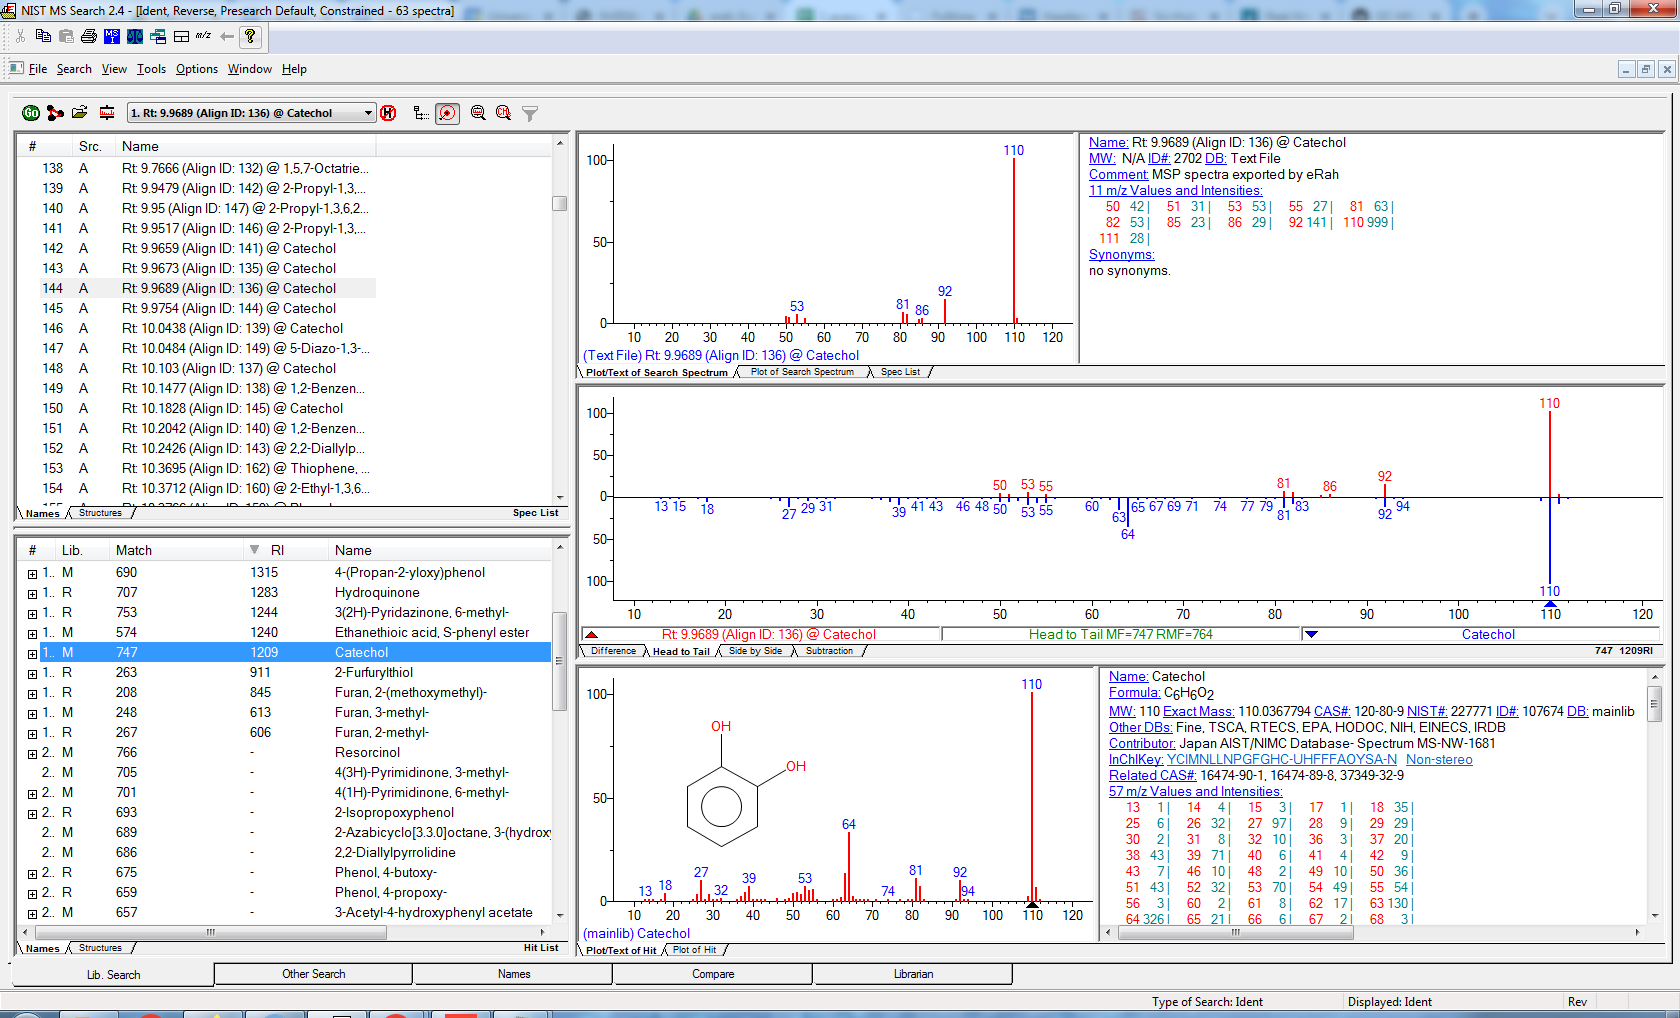 NIST MS Search 2.4 - [Ident, Reverse, Presearch Default, Constrained - 63 spectra]
MS
m/z
?
File Search View Tools Options Window Help
GO
1. Rt: 9.9689 (Align ID: 136) @ Catechol
# Src. Name
138 A Rt: 9.7666 (Align ID: 132) @ 1,5,7-Octatrie...
139 A Rt: 9.9479 (Align ID: 142) @ 2-Propyl-1,3,...
140 A Rt: 9.95 (Align ID: 147) @ 2-Propyl-1,3,6,2...
141 A Rt: 9.9517 (Align ID: 146) @ 2-Propyl-1,3,...
142 A Rt: 9.9659 (Align ID: 141) @ Catechol
143 A Rt: 9.9673 (Align ID: 135) @ Catechol
144 A Rt: 9.9689 (Align ID: 136) @ Catechol
145 A Rt: 9.9754 (Align ID: 144) @ Catechol
146 A Rt: 10.0438 (Align ID: 139) @ Catechol
147 A Rt: 10.0484 (Align ID: 149) @ 5-Diazo-1,3-...
148 A Rt: 10.103 (Align ID: 137) @ Catechol
149 A Rt: 10.1477 (Align ID: 138) @ 1,2-Benzen...
150 A Rt: 10.1828 (Align ID: 145) @ Catechol
151 A Rt: 10.2042 (Align ID: 140) @ 1,2-Benzen...
152 A Rt: 10.2426 (Align ID: 143) @ 2,2-Diallylp...
153 A Rt: 10.3695 (Align ID: 162) @ Thiophene, ...
154 A Rt: 10.3712 (Align ID: 160) @ 2-Ethyl-1,3,6...
Names Structures Spec List
# Lib. Match RI Name
1.. M 690 1315 4-(Propan-2-yloxy)phenol
1.. R 707 1283 Hydroquinone
1.. R 753 1244 3(2H)-Pyridazinone, 6-methyl-
1.. M 574 1240 Ethanethioic acid, S-phenyl ester
1.. M 747 1209 Catechol
1.. R 263 911 2-Furfurylthiol
1.. R 208 845 Furan, 2-(methoxymethyl)-
1.. M 248 613 Furan, 3-methyl-
1.. R 267 606 Furan, 2-methyl-
2.. M 766 - Resorcinol
2.. M 705 - 4(3H)-Pyrimidinone, 3-methyl-
2.. M 701 - 4(1H)-Pyrimidinone, 6-methyl-
2.. R 693 - 2-Isopropoxyphenol
2.. M 689 - 2-Azabicyclo[3.3.0]octane, 3-(hydroxy
2.. M 686 - 2,2-Diallylpyrrolidine
2.. R 675 - Phenol, 4-butoxy-
2.. R 659 - Phenol, 4-propoxy-
2.. M 657 - 3-Acetyl-4-hydroxyphenyl acetate
Names Structures Hit List
100
50
0
53 81 86 92 110
10 20 30 40 50 60 70 80 90 100 110 120
(Text File) Rt: 9.9689 (Align ID: 136) @ Catechol
Plot/Text of Search Spectrum Plot of Search Spectrum Spec List
Name: Rt: 9.9689 (Align ID: 136) @ Catechol
MW: N/A ID#: 2702 DB: Text File
Comment: MSP spectra exported by eRah
11 m/z Values and Intensities:
50 42| 51 31| 53 53| 55 27| 81 63|
82 53| 85 23| 86 29| 92 141| 110 999|
111 28|
Synonyms:
no synonyms.
100
50
0
50
100
50 53 55 81 86 92 110
13 15 18 27 29 31 39 41 43 46 48 50 53 55 60 63 64 65 67 69 71 74 77 79 81 83 92 94 110
10 20 30 40 50 60 70 80 90 100 110 120
Rt: 9.9689 (Align ID: 136) @ Catechol Head to Tail MF=747 RMF=764 Catechol
Difference Head to Tail Side by Side Subtraction 747 1209RI
100
50
0
OH
OH
13 18 27 32 39 53 64 74 81 92 94 110
10 20 30 40 50 60 70 80 90 100 110 120
(mainlib) Catechol
Plot/Text of Hit Plot of Hit
Name: Catechol
Formula: C6H6O2
MW: 110 Exact Mass: 110.0367794 CAS#: 120-80-9 NIST#: 227771 ID#: 107674 DB: mainlib
Other DBs: Fine, TSCA, RTECS, EPA, HODOC, NIH, EINECS, IRDB
Contributor: Japan AIST/NIMC Database- Spectrum MS-NW-1681
InChIKey: YCIMNLLNPGFGHC-UHFFFAOYSA-N Non-stereo
Related CAS#: 16474-90-1, 16474-89-8, 37349-32-9
57 m/z Values and Intensities:
13 1| 14 4| 15 3| 17 1| 18 35|
25 6| 26 32| 27 97| 28 9| 29 29|
30 2| 31 8| 32 10| 36 3| 37 20|
38 43| 39 71| 40 6| 41 4| 42 9|
43 7| 46 10| 48 2| 49 10| 50 36|
51 43| 52 32| 53 70| 54 49| 55 54|
56 3| 60 2| 61 8| 62 17| 63 130|
64 326| 65 21| 66 6| 67 2| 68 3|
Lib. Search Other Search Names Compare Librarian
Type of Search: Ident Displayed: Ident Rev